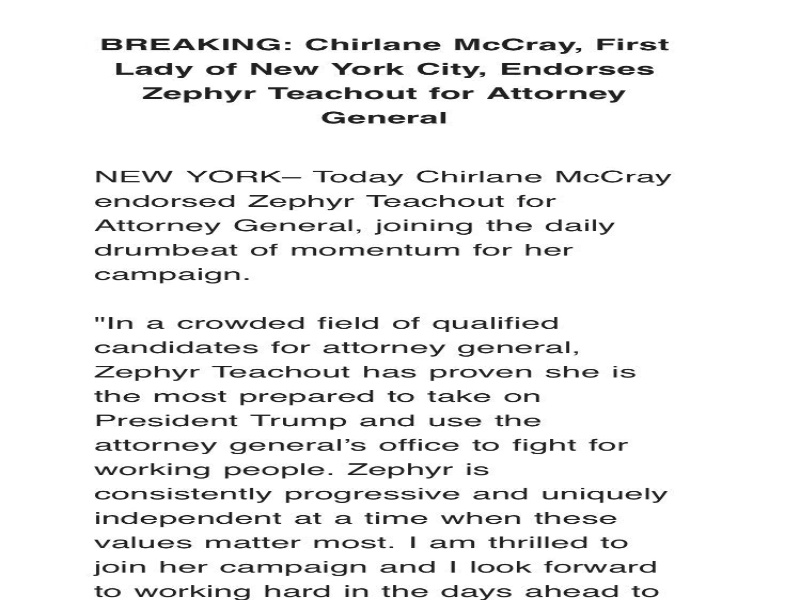 BREAKING: Chirlane McCray, First
Lady of New York City, Endorses
Zephyr Teachout for Attorney
General
NEW YORK— Today Chirlane McCray
endorsed Zephyr Teachout for
Attorney General, joining the daily
drumbeat of momentum for her
campaign.
"In a crowded field of qualified
candidates for attorney general,
Zephyr Teachout has proven she is
the most prepared to take on
President Trump and use the
attorney general’s office to fight for
working people. Zephyr is
consistently progressive and uniquely
independent at a time when these
values matter most. I am thrilled to
join her campaign and I look forward
to working hard in the days ahead to